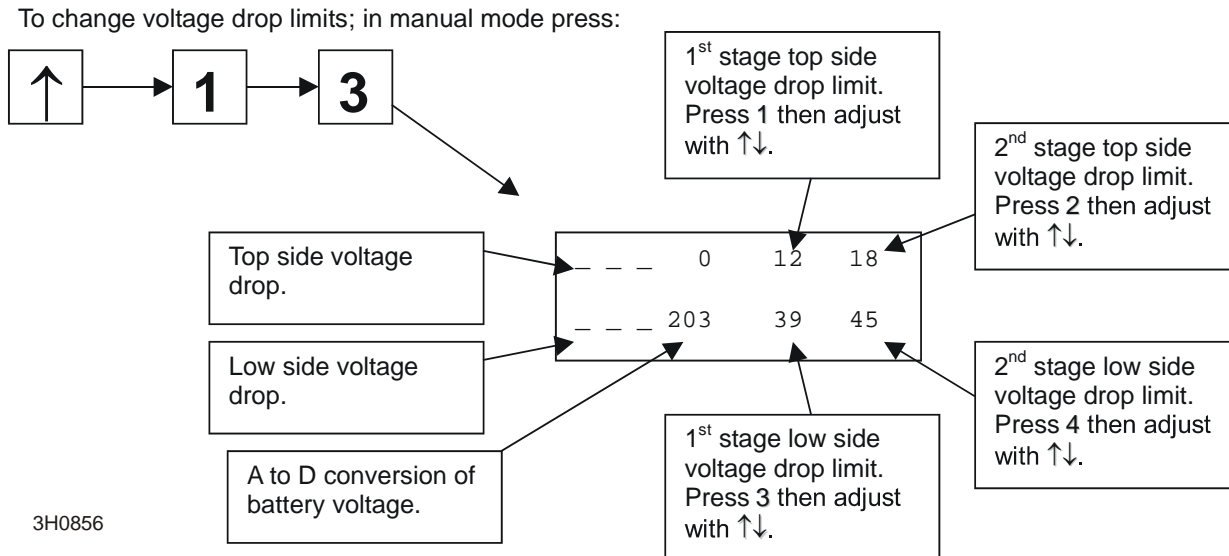 To change voltage drop limits; in manual mode press:
↑
1
3
1st stage top side
voltage drop limit.
Press 1 then adjust
with ↑↓.
2nd stage top side
voltage drop limit.
Press 2 then adjust
with ↑↓.
Top side voltage
drop.
_ _ _ 0 12 18
_ _ _ 203 39 45
Low side voltage
drop.
A to D conversion of
battery voltage.
1st stage low side
voltage drop limit.
Press 3 then adjust
with ↑↓.
2nd stage low side
voltage drop limit.
Press 4 then adjust
with ↑↓.
3H0856